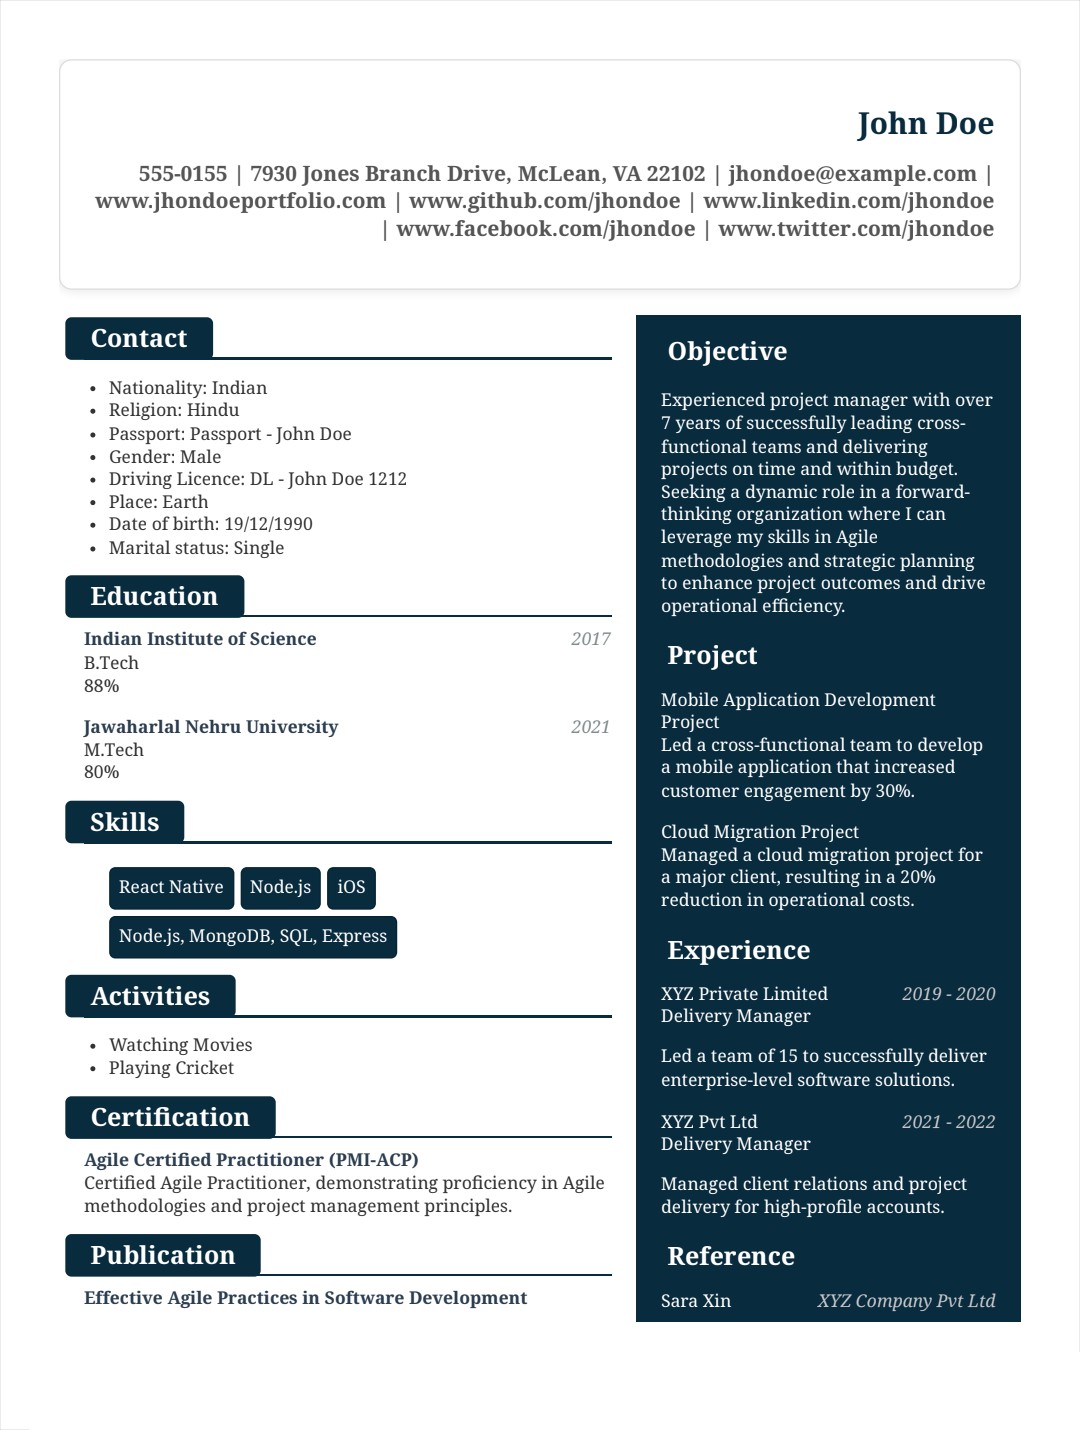 John Doe
555-0155 | 7930 Jones Branch Drive, McLean, VA 22102 | jhondoe@example.com |
www.jhondoeportfolio.com | www.github.com/jhondoe | www.linkedin.com/jhondoe
| www.facebook.com/jhondoe | www.twitter.com/jhondoe
Contact
• Nationality: Indian
• Religion: Hindu
• Passport: Passport - John Doe
• Gender: Male
• Driving Licence: DL - John Doe 1212
• Place: Earth
• Date of birth: 19/12/1990
• Marital status: Single
Education
Indian Institute of Science 2017
B.Tech
88%
Jawaharlal Nehru University 2021
M.Tech
80%
Skills
React Native Node.js iOS
Node.js, MongoDB, SQL, Express
Activities
• Watching Movies
• Playing Cricket
Certification
Agile Certified Practitioner (PMI-ACP)
Certified Agile Practitioner, demonstrating proficiency in Agile
methodologies and project management principles.
Publication
Effective Agile Practices in Software Development
Objective
Experienced project manager with over
7 years of successfully leading cross-
functional teams and delivering
projects on time and within budget.
Seeking a dynamic role in a forward-
thinking organization where I can
leverage my skills in Agile
methodologies and strategic planning
to enhance project outcomes and drive
operational efficiency.
Project
Mobile Application Development
Project
Led a cross-functional team to develop
a mobile application that increased
customer engagement by 30%.
Cloud Migration Project
Managed a cloud migration project for
a major client, resulting in a 20%
reduction in operational costs.
Experience
XYZ Private Limited 2019 - 2020
Delivery Manager
Led a team of 15 to successfully deliver
enterprise-level software solutions.
XYZ Pvt Ltd 2021 - 2022
Delivery Manager
Managed client relations and project
delivery for high-profile accounts.
Reference
Sara Xin XYZ Company Pvt Ltd